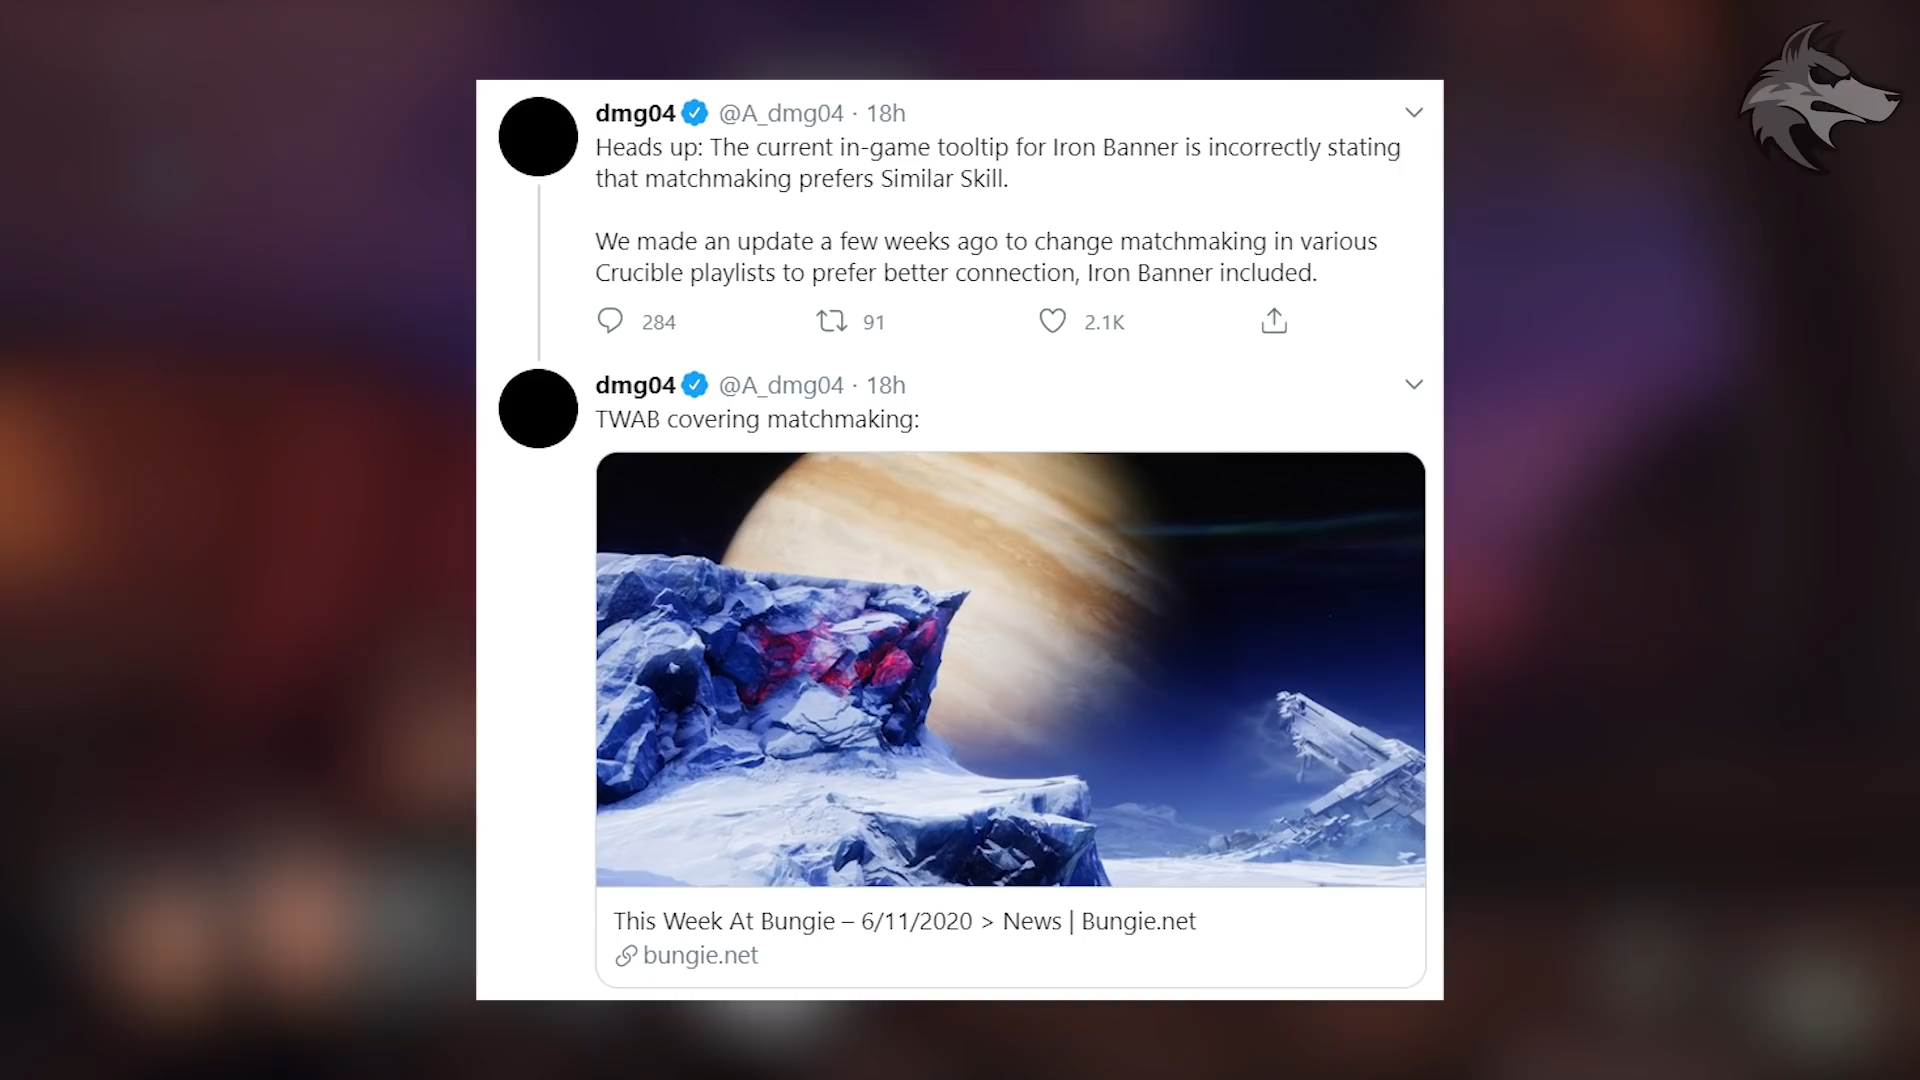 dmg04 @A_dmg04 · 18h
Heads up: The current in-game tooltip for Iron Banner is incorrectly stating
that matchmaking prefers Similar Skill.
We made an update a few weeks ago to change matchmaking in various
Crucible playlists to prefer better connection, Iron Banner included.
284 91 2.1K
dmg04 @A_dmg04 · 18h
TWAB covering matchmaking:
This Week At Bungie – 6/11/2020 > News | Bungie.net
bungie.net